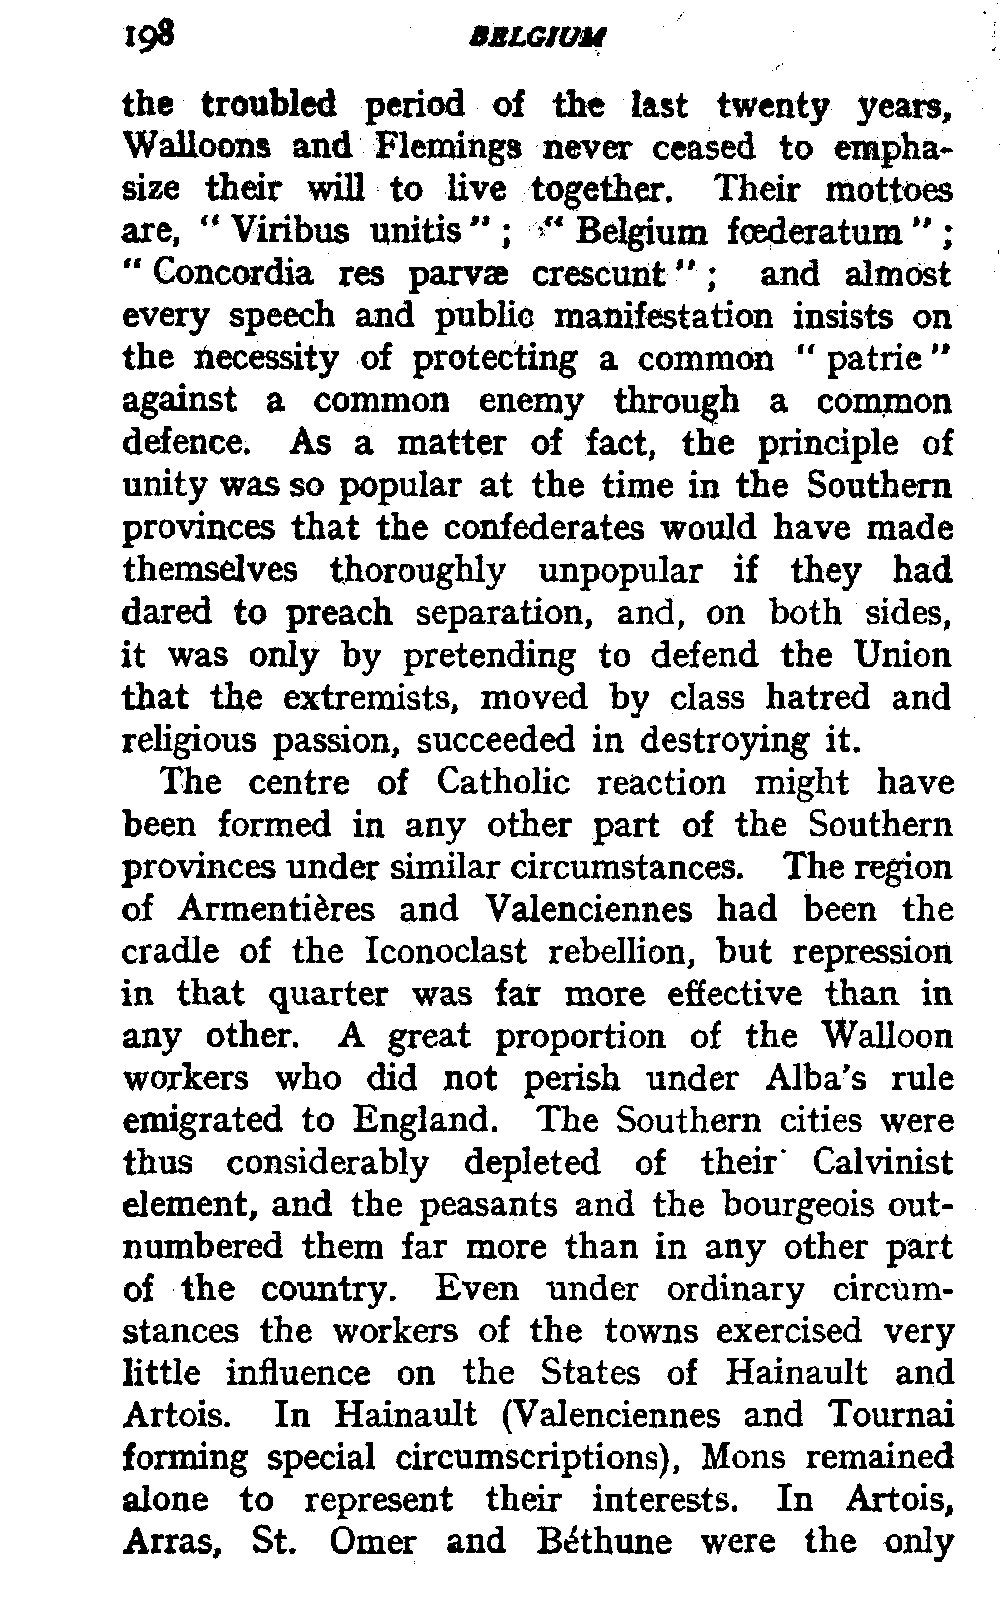 198 BELGIUM
the troubled period of the last twenty years,
Walloons and Flemings never ceased to empha-
size their will to live together. Their mottoes
are, “ Viribus unitis ” ; “ Belgium fœderatum ” ;
“ Concordia res parvæ crescunt ” ; and almost
every speech and public manifestation insists on
the necessity of protecting a common “ patrie ”
against a common enemy through a common
defence. As a matter of fact, the principle of
unity was so popular at the time in the Southern
provinces that the confederates would have made
themselves thoroughly unpopular if they had
dared to preach separation, and, on both sides,
it was only by pretending to defend the Union
that the extremists, moved by class hatred and
religious passion, succeeded in destroying it.
The centre of Catholic reaction might have
been formed in any other part of the Southern
provinces under similar circumstances. The region
of Armentières and Valenciennes had been the
cradle of the Iconoclast rebellion, but repression
in that quarter was far more effective than in
any other. A great proportion of the Walloon
workers who did not perish under Alba's rule
emigrated to England. The Southern cities were
thus considerably depleted of their Calvinist
element, and the peasants and the bourgeois out-
numbered them far more than in any other part
of the country. Even under ordinary circum-
stances the workers of the towns exercised very
little influence on the States of Hainault and
Artois. In Hainault (Valenciennes and Tournai
forming special circumscriptions), Mons remained
alone to represent their interests. In Artois,
Arras, St. Omer and Béthune were the only